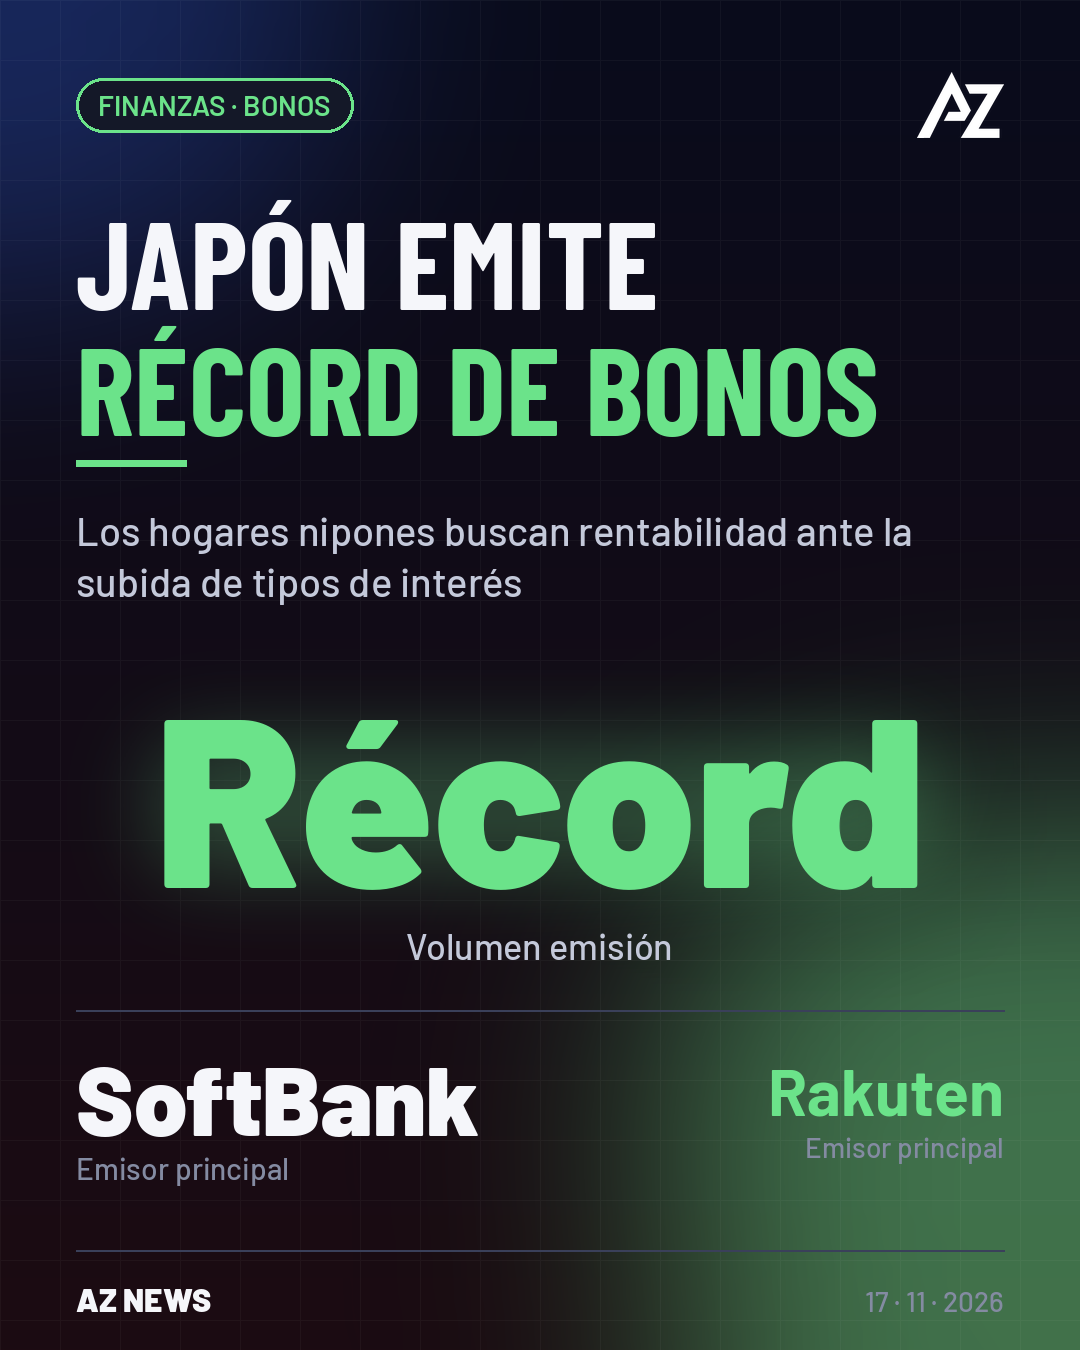 FINANZAS · BONOS
AZ
JAPÓN EMITE
RÉCORD DE BONOS
Los hogares nipones buscan rentabilidad ante la
subida de tipos de interés
Récord
Volumen emisión
SoftBank
Emisor principal
Rakuten
Emisor principal
AZ NEWS
17 · 11 · 2026